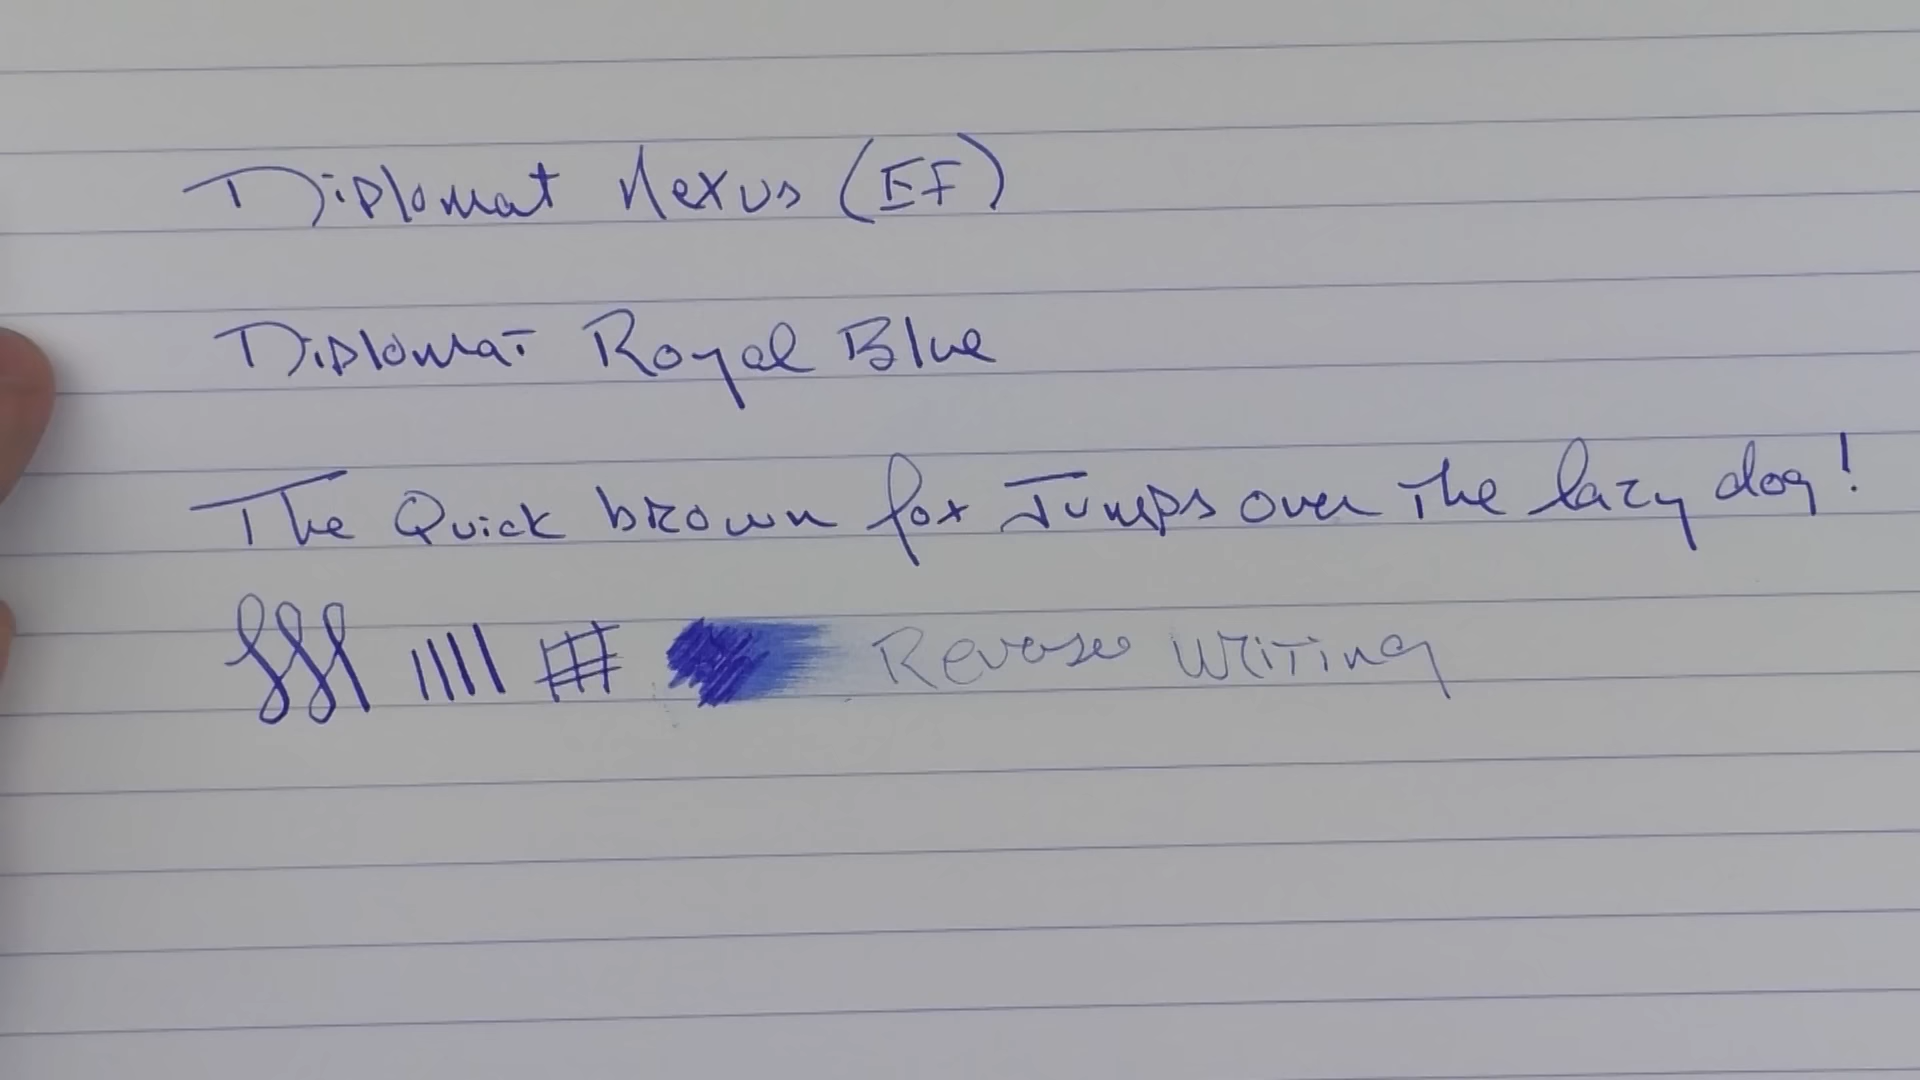 Diplomat Nexus (EF)
Diplomat Royal Blue
The Quick brown fox Jumps over The lazy dog!
Reverse Writing